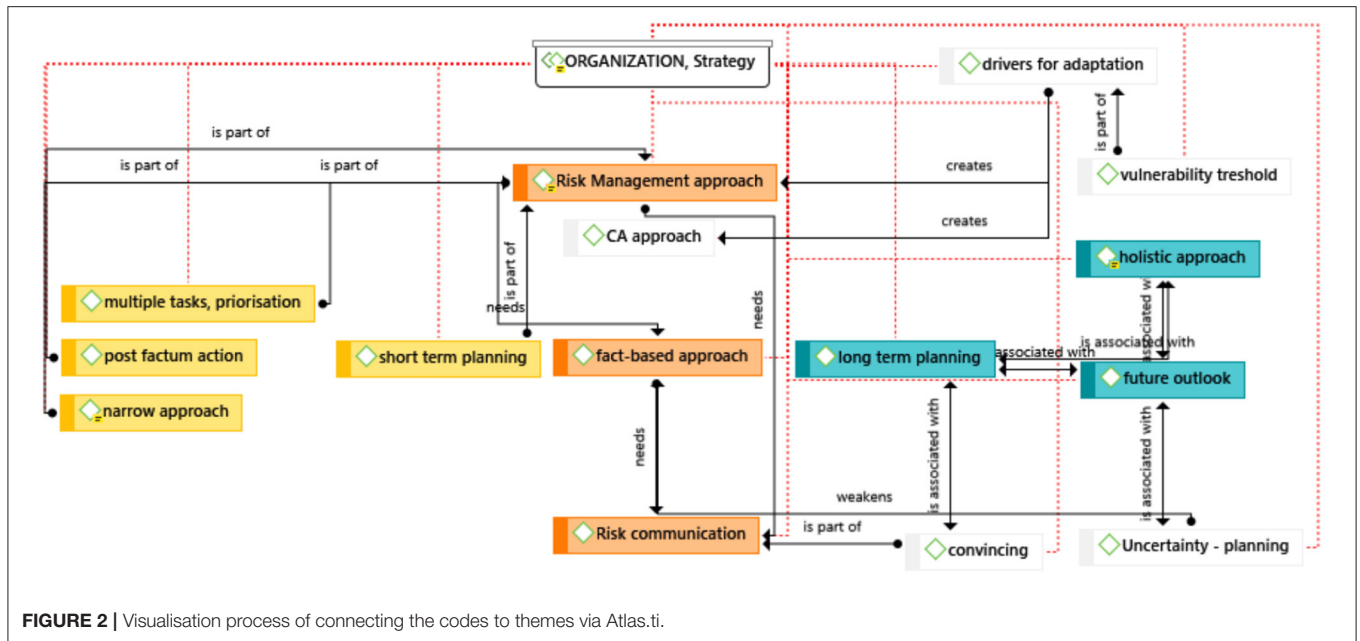 ORGANIZATION, Strategy
drivers for adaptation
is part of
is part of
is part of
is part of
Risk Management approach
creates
vulnerability treshold
CA approach
creates
is part of
needs
needs
holistic approach
associated
multiple tasks, priorisation
is associated with
associated with
post factum action
short term planning
fact-based approach
long term planning
future outlook
narrow approach
needs
is associated with
is associated with
weakens
Risk communication
is part of
convincing
Uncertainty - planning
FIGURE 2 | Visualisation process of connecting the codes to themes via Atlas.ti.